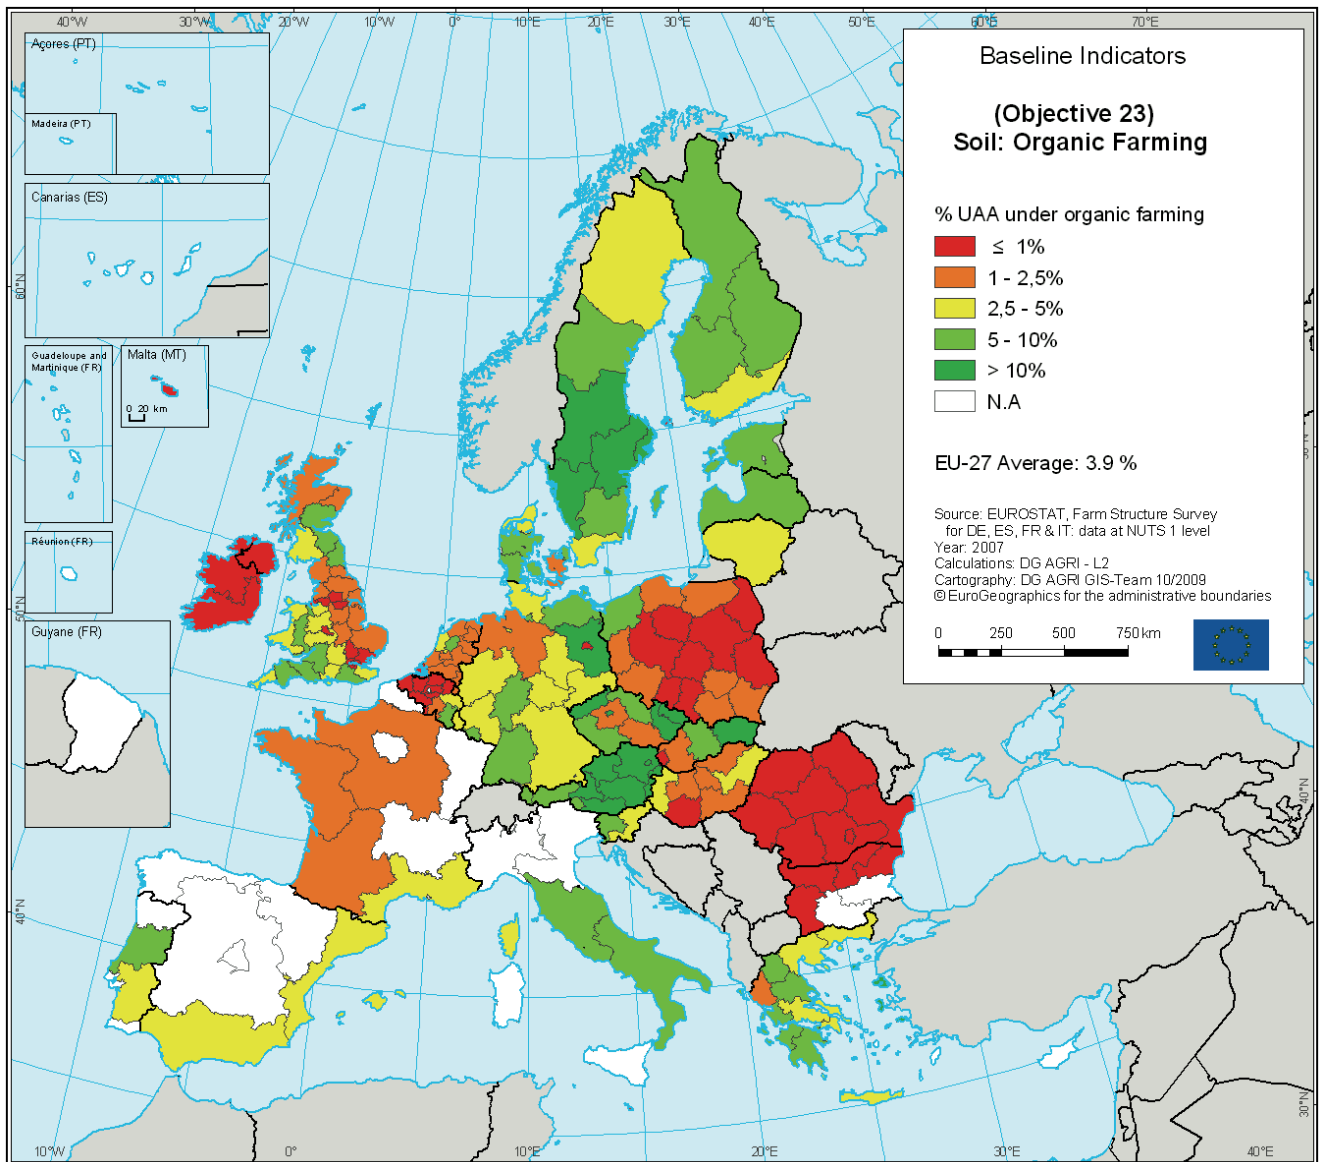 40°W
30°W
20°W
10°W
0°
10°E
20°E
30°E
40°E
50°E
70°E
Açores (PT)
Madeira (PT)
Canarias (ES)
Guadeloupe and
Martinique (FR)
Malta (MT)
0 20 km
Réunion (FR)
Guyane (FR)
Baseline Indicators
(Objective 23)
Soil: Organic Farming
% UAA under organic farming
≤ 1%
1 - 2,5%
2,5 - 5%
5 - 10%
> 10%
N.A
EU-27 Average: 3.9 %
Source: EUROSTAT, Farm Structure Survey
for DE, ES, FR & IT: data at NUTS 1 level
Year: 2007
Calculations: DG AGRI - L2
Cartography: DG AGRI GIS-Team 10/2009
© EuroGeographics for the administrative boundaries
0 250 500 750 km
60°N
50°N
40°N
40°N
30°N
10°W
0°
10°E
20°E
30°E
40°E